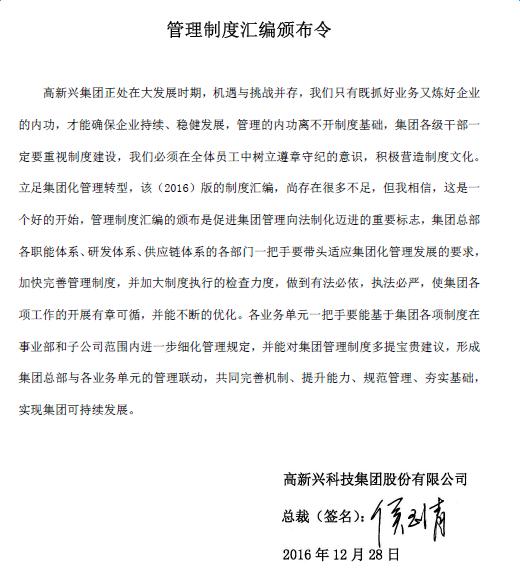 管理制度汇编颁布令
高新兴集团正处在大发展时期，机遇与挑战并存，我们只有既抓好业务又炼好企业
的内功，才能确保企业持续、稳健发展，管理的内功离不开制度基础，集团各级干部一
定要重视制度建设，我们必须在全体员工中树立遵章守纪的意识，积极营造制度文化。
立足集团化管理转型，该（2016）版的制度汇编，尚存在很多不足，但我相信，这是一
个好的开始，管理制度汇编的颁布是促进集团管理向法制化迈进的重要标志，集团总部
各职能体系、研发体系、供应链体系的各部门一把手要带头适应集团化管理发展的要求，
加快完善管理制度，并加大制度执行的检查力度，做到有法必依，执法必严，使集团各
项工作的开展有章可循，并能不断的优化。各业务单元一把手要能基于集团各项制度在
事业部和子公司范围内进一步细化管理规定，并能对集团管理制度多提宝贵建议，形成
集团总部与各业务单元的管理联动，共同完善机制、提升能力、规范管理、夯实基础，
实现集团可持续发展。
高新兴科技集团股份有限公司
总裁（签名）：侯玉清
2016 年 12 月 28 日